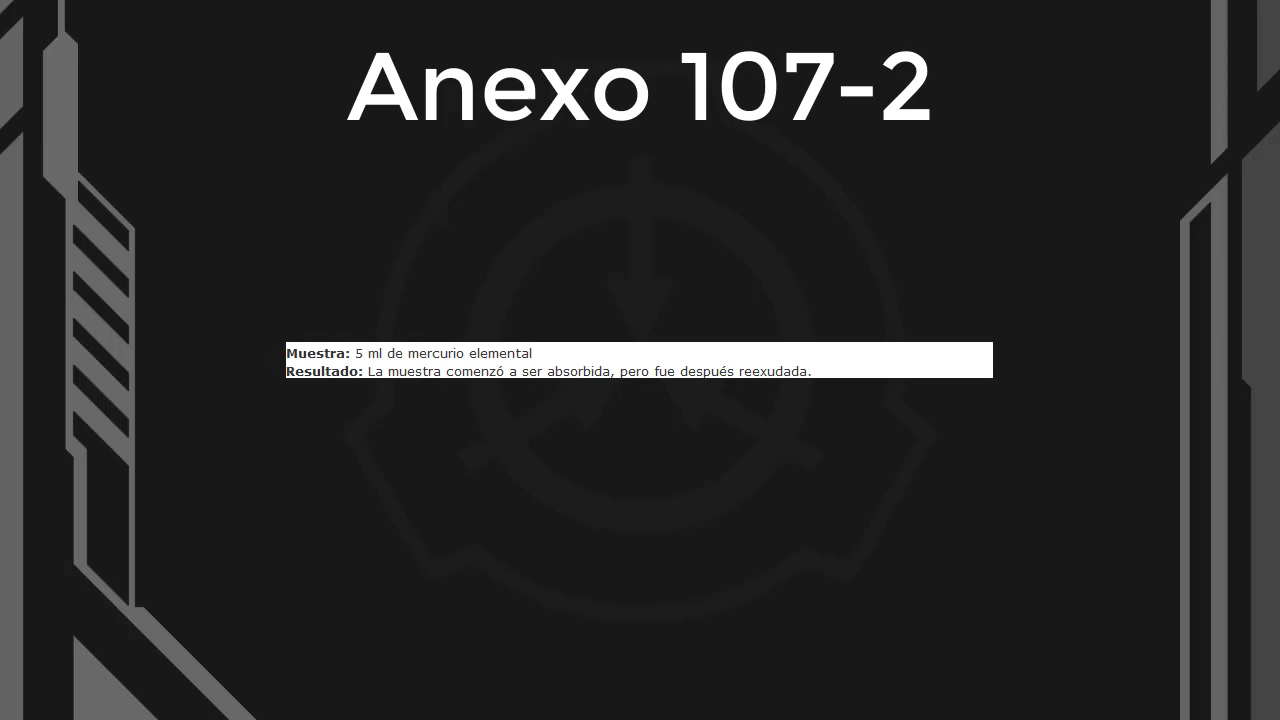 Anexo 107-2
Muestra: 5 ml de mercurio elemental
Resultado: La muestra comenzó a ser absorbida, pero fue después reexudada.